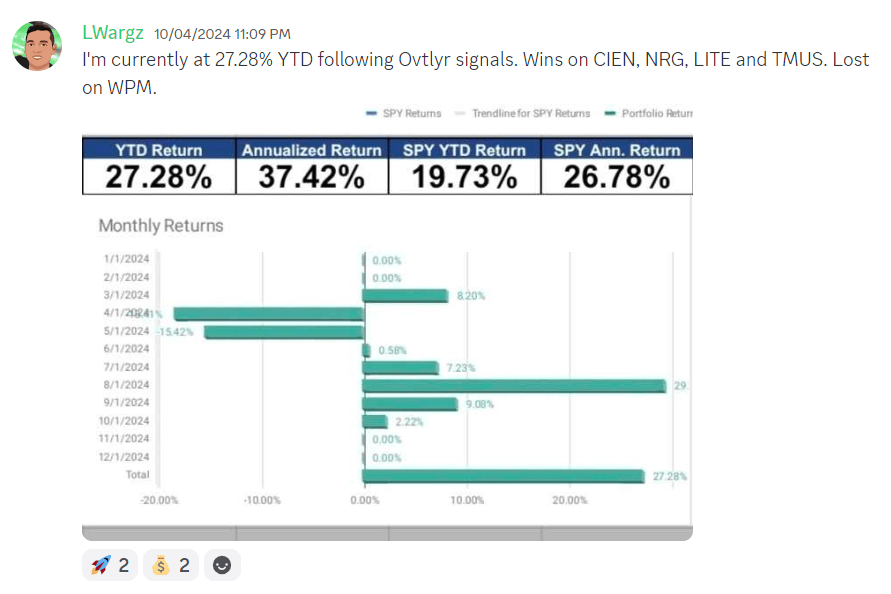 LWargz 10/04/2024 11:09 PM
I'm currently at 27.28% YTD following Ovtlyr signals. Wins on CIEN, NRG, LITE and TMUS. Lost
on WPM.
SPY Returns Trendline for SPY Returns Portfolio Retur
YTD Return Annualized Return SPY YTD Return SPY Ann. Return
27.28% 37.42% 19.73% 26.78%
Monthly Returns
1/1/2024 0.00%
2/1/2024 0.00%
3/1/2024 8.20%
4/1/2024
5/1/2024 -15.42%
6/1/2024 0.58%
7/1/2024 7.23%
8/1/2024 29.
9/1/2024 9.08%
10/1/2024 2.22%
11/1/2024 0.00%
12/1/2024 0.00%
Total 27.28%
-20.00% -10.00% 0.00% 10.00% 20.00%
2 2